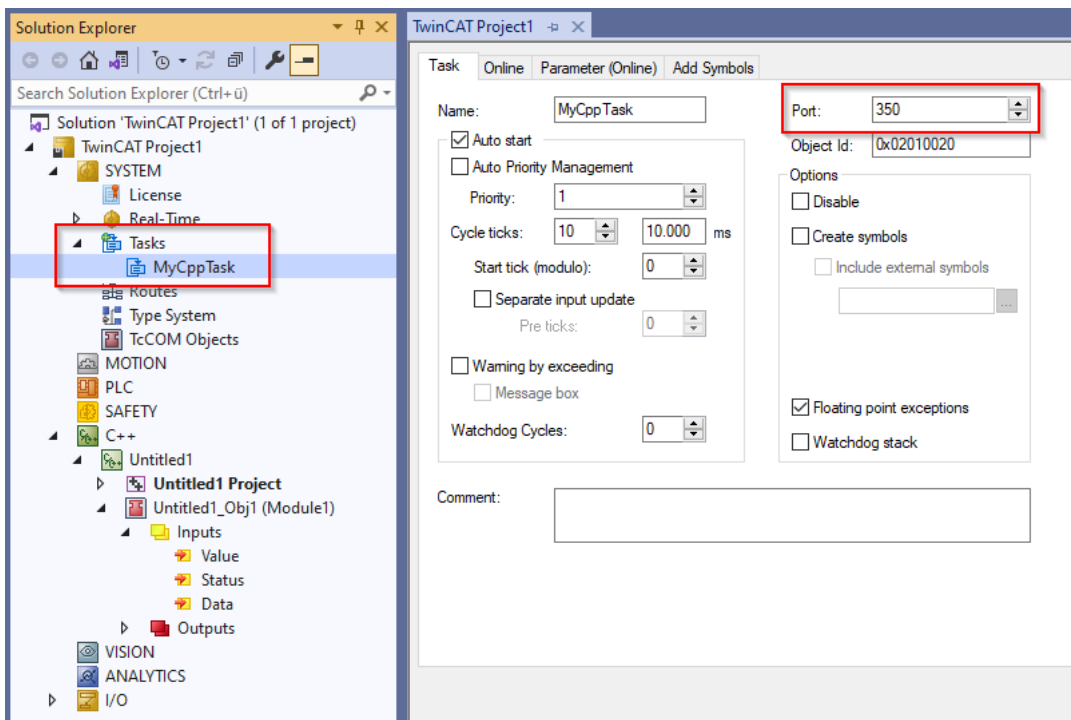 Solution Explorer
Search Solution Explorer (Ctrl+ü)
Solution 'TwinCAT Project1' (1 of 1 project)
TwinCAT Project1
SYSTEM
License
Real-Time
Tasks
MyCppTask
Routes
Type System
TcCOM Objects
MOTION
PLC
SAFETY
C++
Untitled1
Untitled1 Project
Untitled1_Obj1 (Module1)
Inputs
Value
Status
Data
Outputs
VISION
ANALYTICS
I/O
TwinCAT Project1
Task Online Parameter (Online) Add Symbols
Name: MyCppTask
Auto start
Auto Priority Management
Priority: 1
Cycle ticks: 10 10.000 ms
Start tick (modulo): 0
Separate input update
Pre ticks: 0
Warning by exceeding
Message box
Watchdog Cycles: 0
Port: 350
Object Id: 0x02010020
Options
Disable
Create symbols
Include external symbols
...
Floating point exceptions
Watchdog stack
Comment: